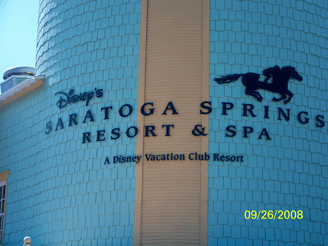 Disney's
SARATOGA SPRINGS
RESORT & SPA
A Disney Vacation Club Resort
09/26/2008